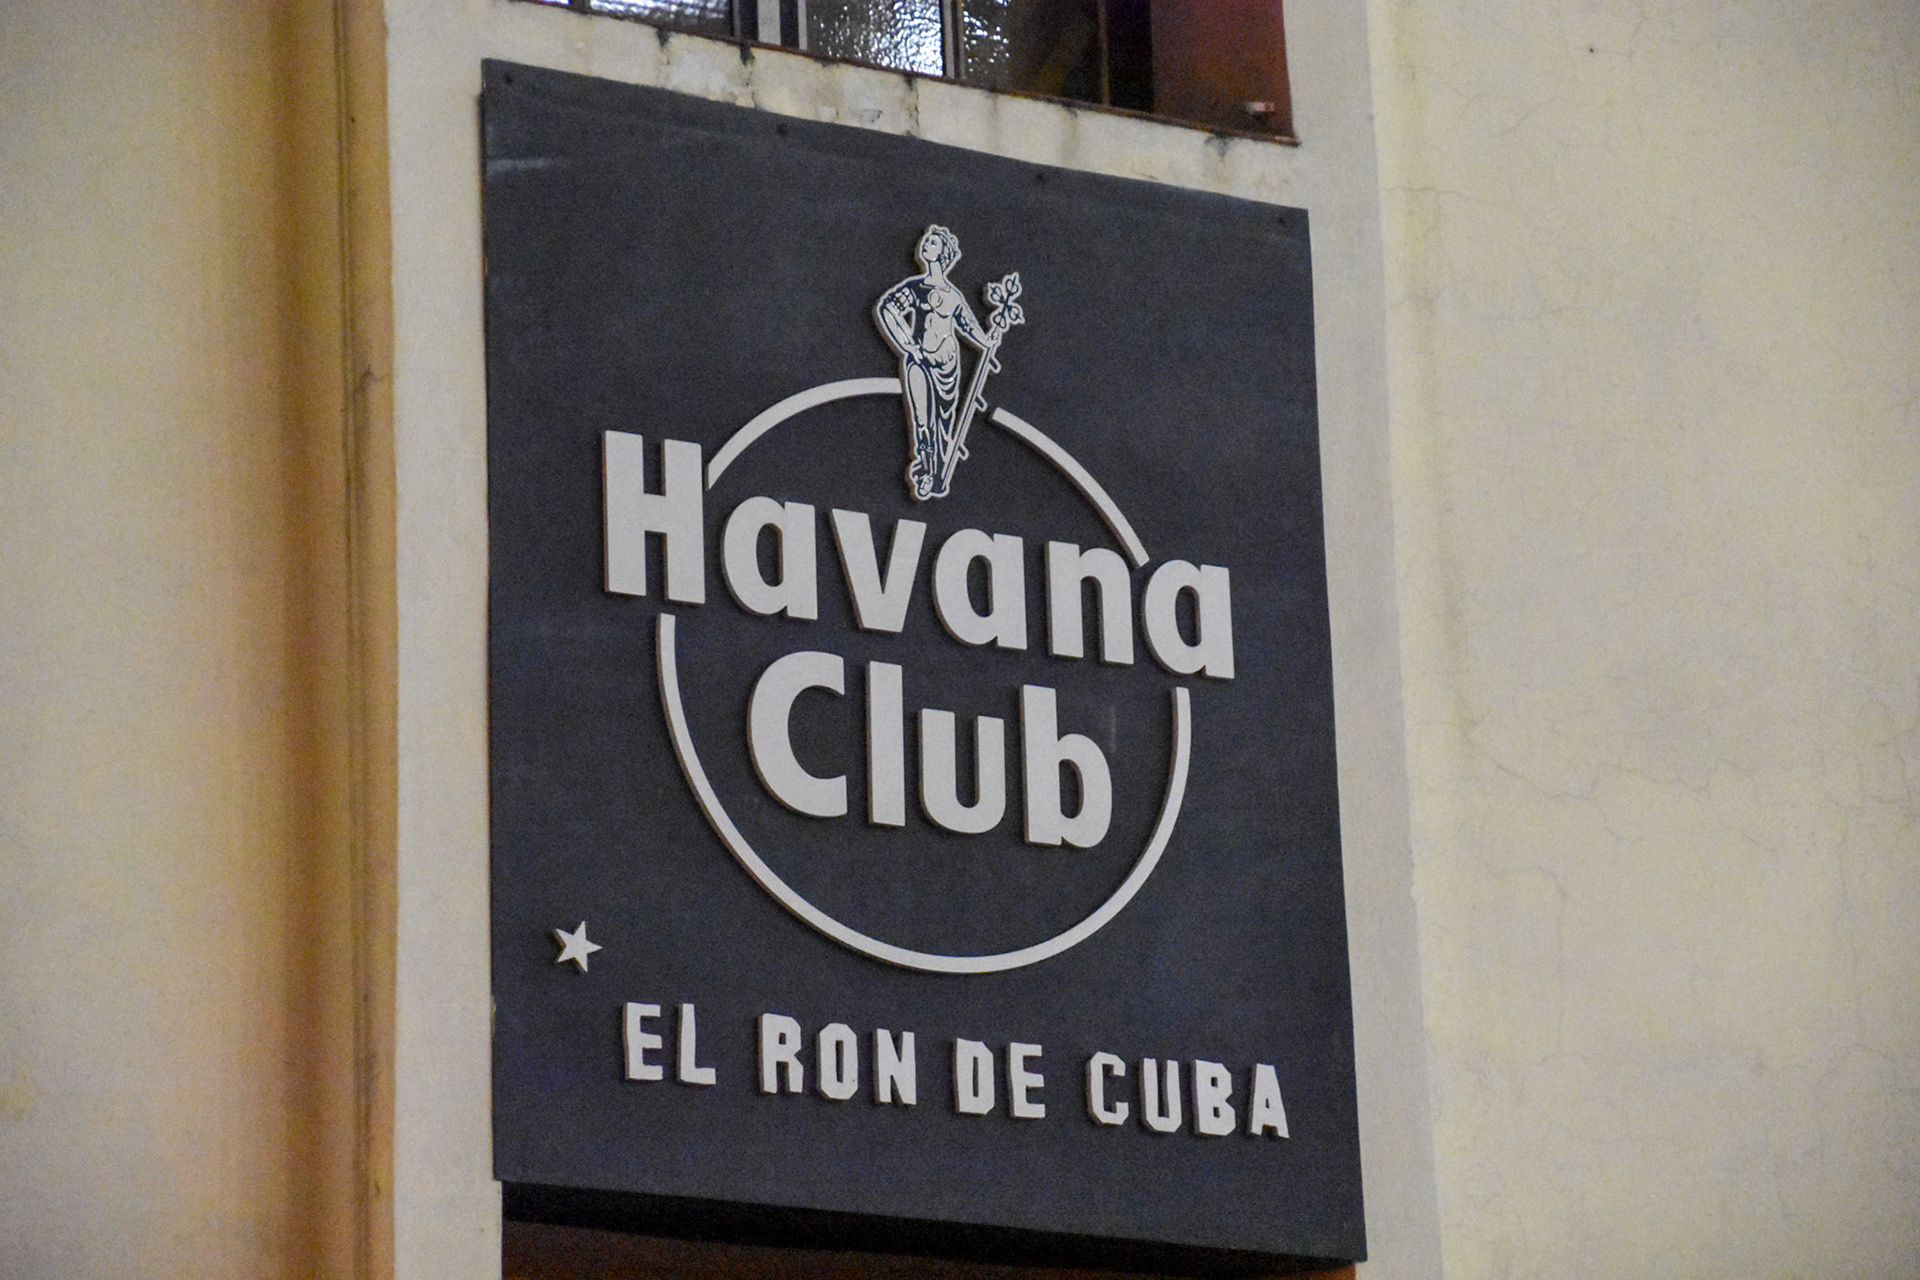 Havana
Club
EL RON DE CUBA